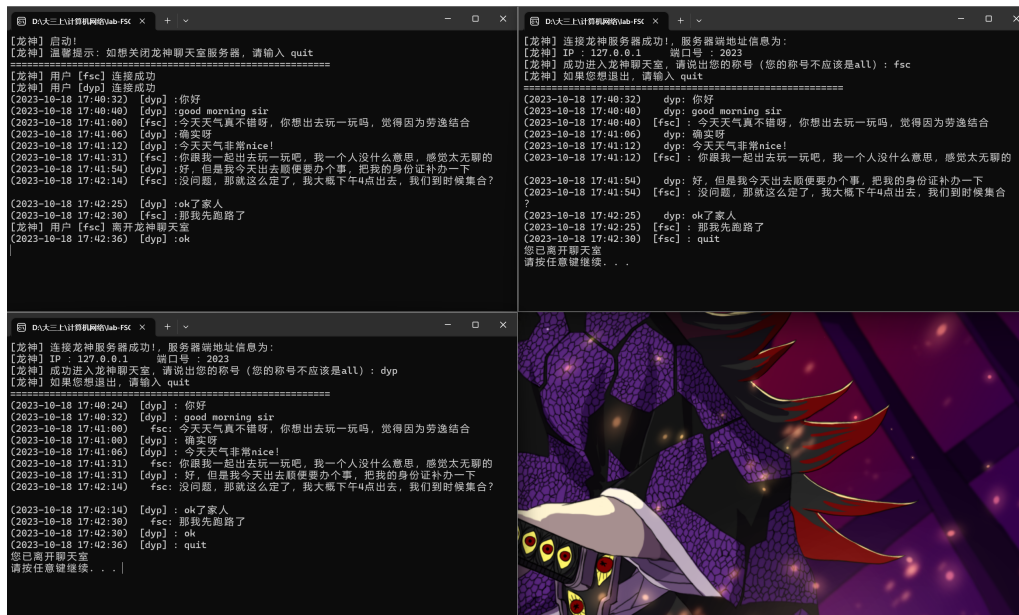 D:\大三上\计算机网络\lab-FSC
[龙神] 启动!
[龙神] 温馨提示: 如想关闭龙神聊天室服务器, 请输入 quit
==========================================================
[龙神] 用户 [fsc] 连接成功
[龙神] 用户 [dyp] 连接成功
(2023-10-18 17:40:32) [dyp] :你好
(2023-10-18 17:40:40) [dyp] :good morning sir
(2023-10-18 17:41:00) [fsc] :今天天气真不错呀, 你想出去玩一玩吗, 觉得因为劳逸结合
(2023-10-18 17:41:06) [dyp] :确实呀
(2023-10-18 17:41:12) [dyp] :今天天气非常nice!
(2023-10-18 17:41:31) [fsc] :你跟我一起出去玩一玩吧, 我一个人没什么意思, 感觉太无聊的
(2023-10-18 17:41:54) [dyp] :好, 但是我今天出去顺便要办个事, 把我的身份证补办一下
(2023-10-18 17:42:14) [fsc] :没问题, 那就这么定了, 我大概下午4点出去, 我们到时候集合?
(2023-10-18 17:42:25) [dyp] :ok了家人
(2023-10-18 17:42:30) [fsc] :那我先跑路了
[龙神] 用户 [fsc] 离开龙神聊天室
(2023-10-18 17:42:36) [dyp] :ok
D:\大三上\计算机网络\lab-FSC
[龙神] 连接龙神服务器成功!, 服务器端地址信息为:
[龙神] IP : 127.0.0.1 端口号 : 2023
[龙神] 成功进入龙神聊天室, 请说出您的称号 (您的称号不应该是all) : fsc
[龙神] 如果您想退出, 请输入 quit
==========================================================
(2023-10-18 17:40:32) dyp: 你好
(2023-10-18 17:40:40) dyp: good morning sir
(2023-10-18 17:40:40) [fsc] : 今天天气真不错呀, 你想出去玩一玩吗, 觉得因为劳逸结合
(2023-10-18 17:41:06) dyp: 确实呀
(2023-10-18 17:41:12) dyp: 今天天气非常nice!
(2023-10-18 17:41:12) [fsc] : 你跟我一起出去玩一玩吧, 我一个人没什么意思, 感觉太无聊的
(2023-10-18 17:41:54) dyp: 好, 但是我今天出去顺便要办个事, 把我的身份证补办一下
(2023-10-18 17:41:54) [fsc] : 没问题, 那就这么定了, 我大概下午4点出去, 我们到时候集合
?
(2023-10-18 17:42:25) dyp: ok了家人
(2023-10-18 17:42:25) [fsc] : 那我先跑路了
(2023-10-18 17:42:30) [fsc] : quit
您已离开聊天室
请按任意键继续. . .
D:\大三上\计算机网络\lab-FSC
[龙神] 连接龙神服务器成功!, 服务器端地址信息为:
[龙神] IP : 127.0.0.1 端口号 : 2023
[龙神] 成功进入龙神聊天室, 请说出您的称号 (您的称号不应该是all) : dyp
[龙神] 如果您想退出, 请输入 quit
==========================================================
(2023-10-18 17:40:24) [dyp] : 你好
(2023-10-18 17:40:32) [dyp] : good morning sir
(2023-10-18 17:41:00) fsc: 今天天气真不错呀, 你想出去玩一玩吗, 觉得因为劳逸结合
(2023-10-18 17:41:00) [dyp] : 确实呀
(2023-10-18 17:41:06) [dyp] : 今天天气非常nice!
(2023-10-18 17:41:31) fsc: 你跟我一起出去玩一玩吧, 我一个人没什么意思, 感觉太无聊的
(2023-10-18 17:41:31) [dyp] : 好, 但是我今天出去顺便要办个事, 把我的身份证补办一下
(2023-10-18 17:42:14) fsc: 没问题, 那就这么定了, 我大概下午4点出去, 我们到时候集合?
(2023-10-18 17:42:14) [dyp] : ok了家人
(2023-10-18 17:42:30) fsc: 那我先跑路了
(2023-10-18 17:42:30) [dyp] : ok
(2023-10-18 17:42:36) [dyp] : quit
您已离开聊天室
请按任意键继续. . .